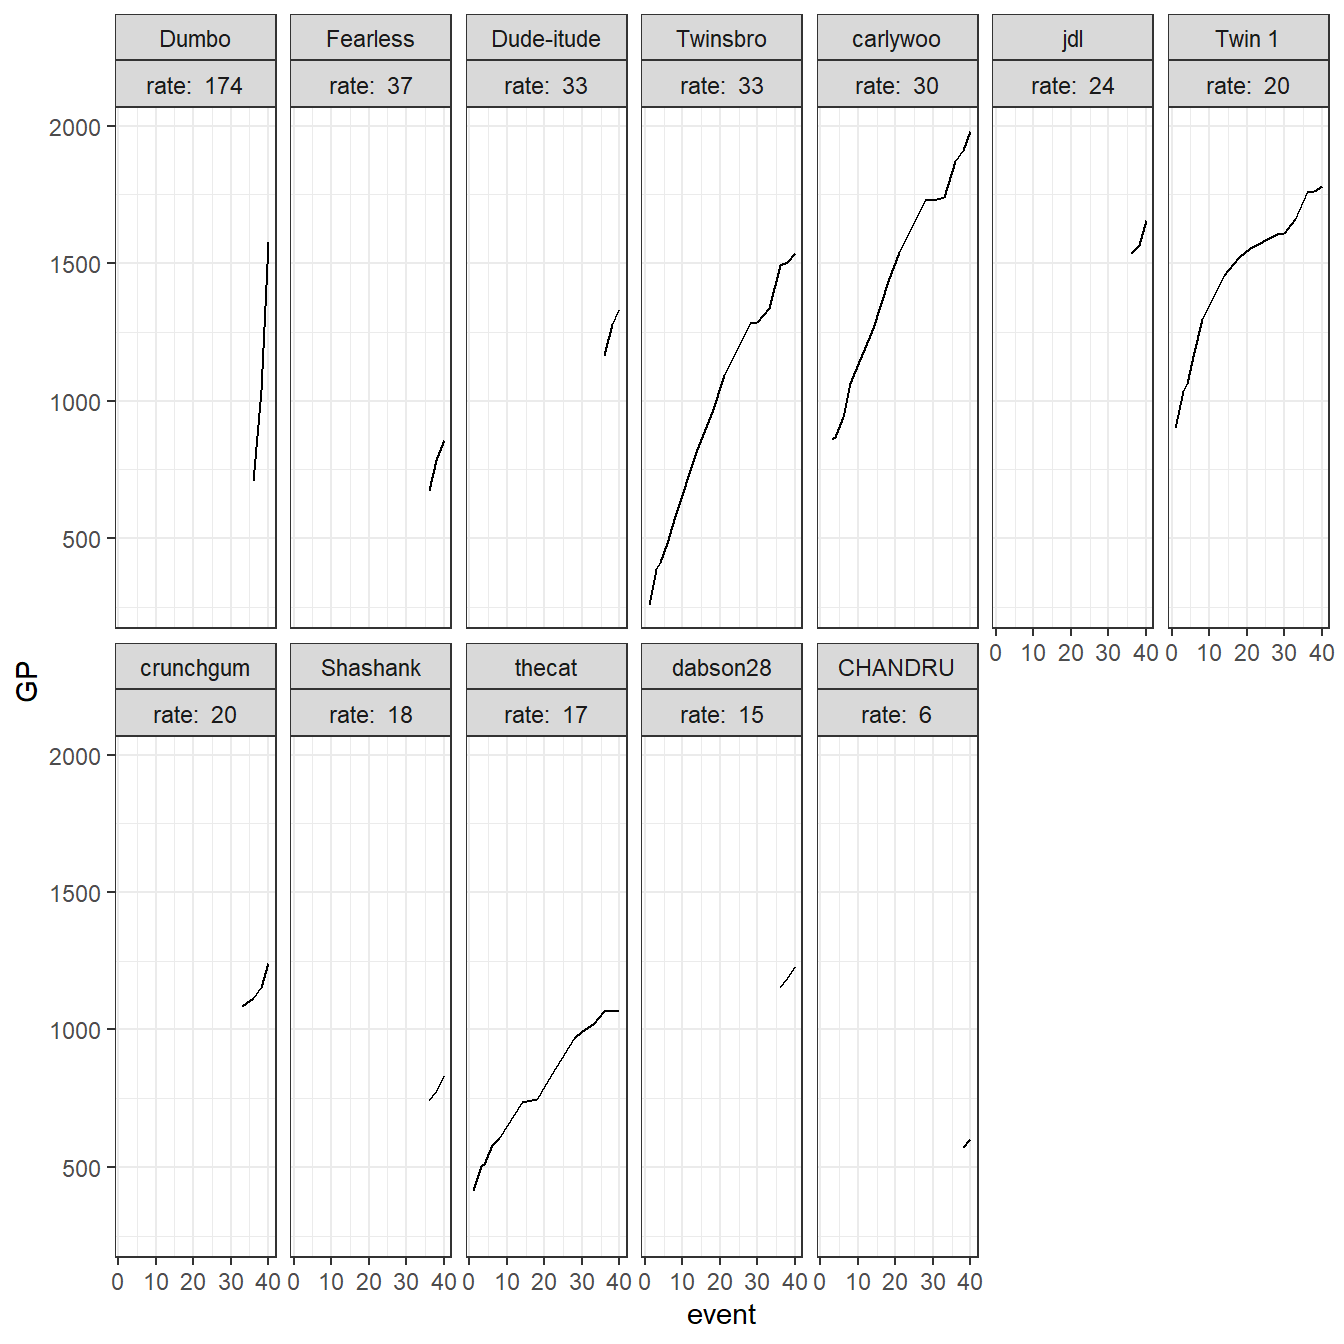 Dumbo Fearless Dude-itude Twinsbro carlywoo jdl Twin 1
rate: 174 rate: 37 rate: 33 rate: 33 rate: 30 rate: 24 rate: 20
2000
1500
1000
500
0 10 20 30 40 0 10 20 30 40
GP
crunchgum Shashank thecat dabson28 CHANDRU
rate: 20 rate: 18 rate: 17 rate: 15 rate: 6
2000
1500
1000
500
0 10 20 30 40 0 10 20 30 40 0 10 20 30 40 0 10 20 30 40 0 10 20 30 40
event